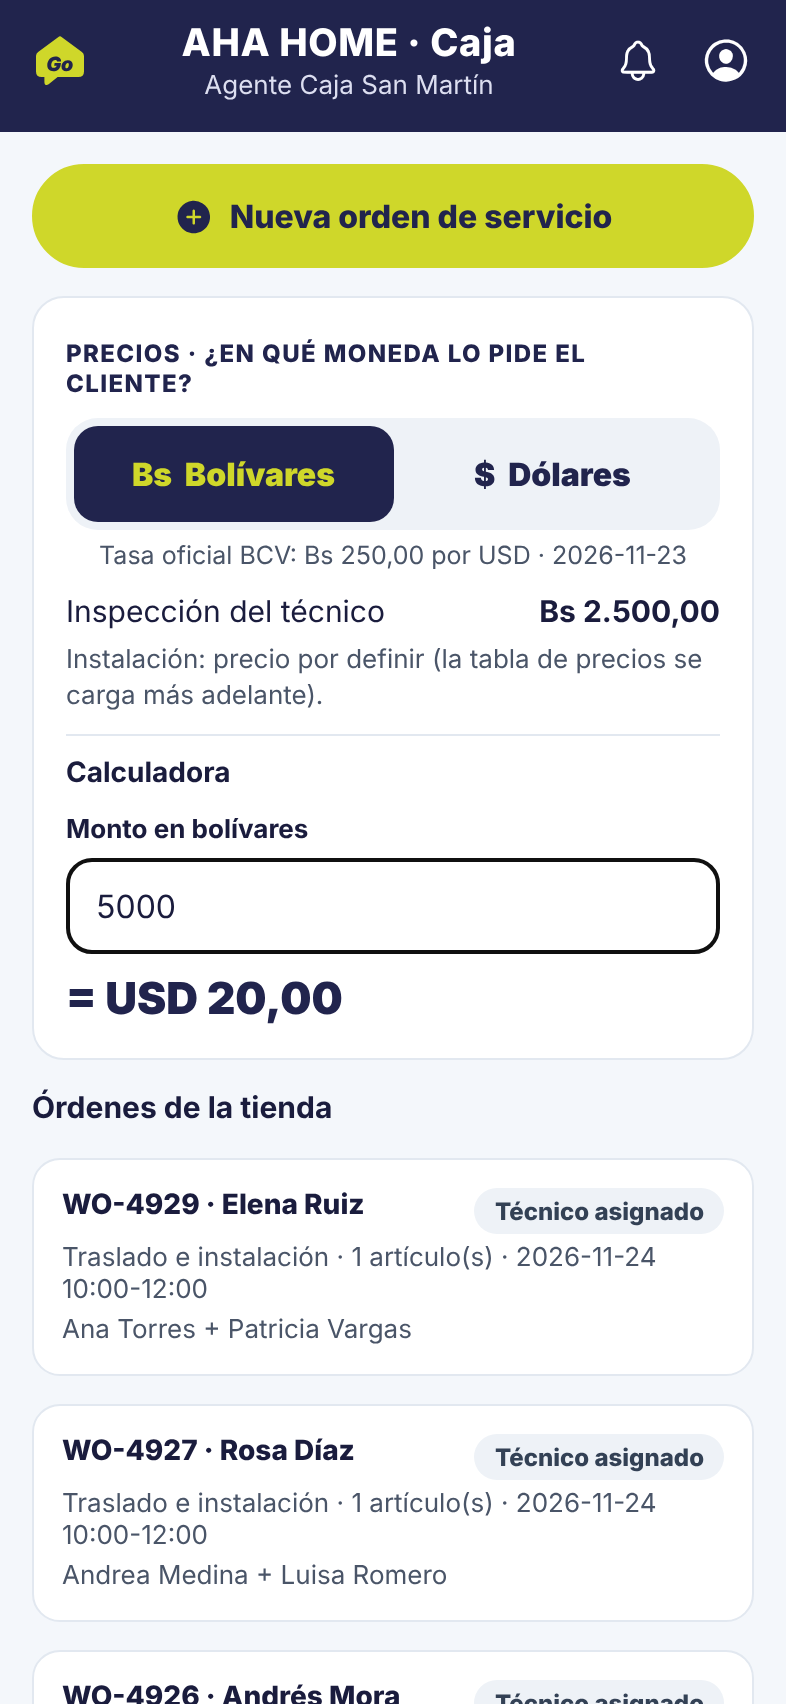 Go
AHA HOME · Caja
Agente Caja San Martín
Nueva orden de servicio
PRECIOS · ¿EN QUÉ MONEDA LO PIDE EL
CLIENTE?
Bs Bolívares
$ Dólares
Tasa oficial BCV: Bs 250,00 por USD · 2026-11-23
Inspección del técnico Bs 2.500,00
Instalación: precio por definir (la tabla de precios se
carga más adelante).
Calculadora
Monto en bolívares
5000
= USD 20,00
Órdenes de la tienda
WO-4929 · Elena Ruiz Técnico asignado
Traslado e instalación · 1 artículo(s) · 2026-11-24
10:00-12:00
Ana Torres + Patricia Vargas
WO-4927 · Rosa Díaz Técnico asignado
Traslado e instalación · 1 artículo(s) · 2026-11-24
10:00-12:00
Andrea Medina + Luisa Romero
WO-4926 · Andrés Mora Técnico asignado